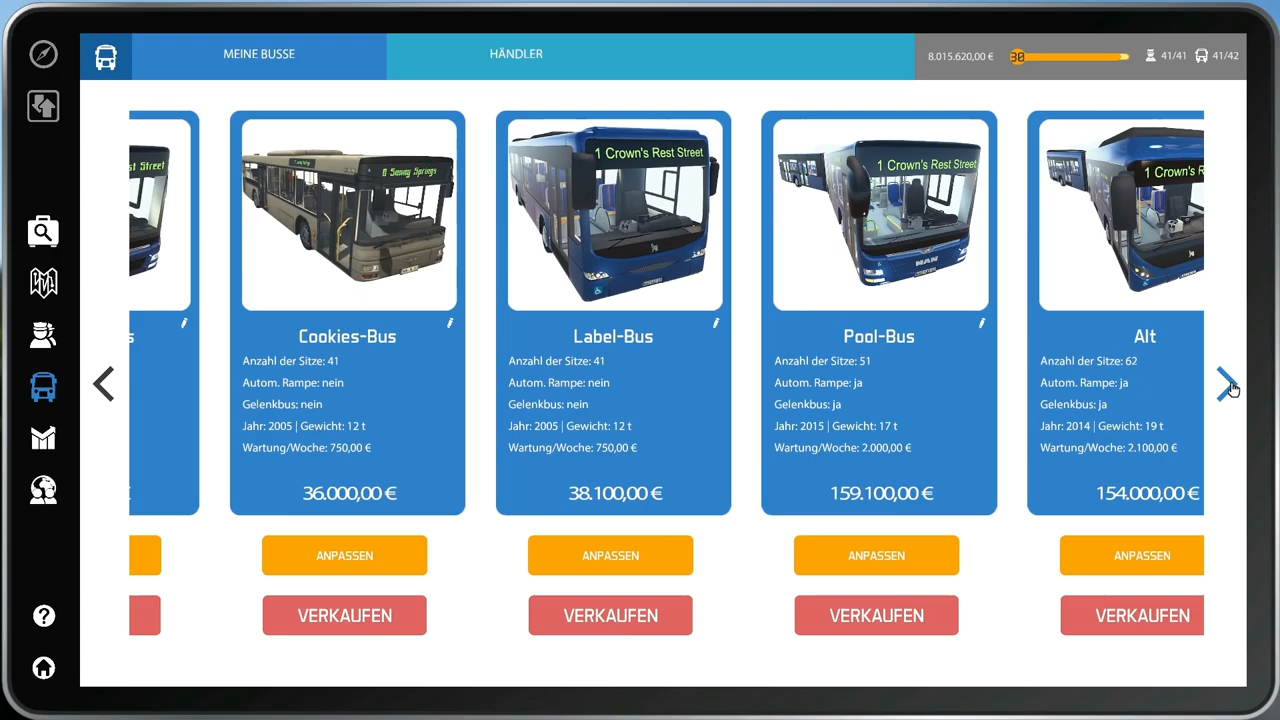 MEINE BUSSE
HÄNDLER
8.015.620,00 €
30
41/41
41/42
st Street
8 Seaway Springs
1 Crown's Rest Street
1 Crown's Rest Street
MAN
1 Crown's R
s
Cookies-Bus
Anzahl der Sitze: 41
Autom. Rampe: nein
Gelenkbus: nein
Jahr: 2005 | Gewicht: 12 t
Wartung/Woche: 750,00 €
€
36.000,00 €
ANPASSEN
VERKAUFEN
Label-Bus
Anzahl der Sitze: 41
Autom. Rampe: nein
Gelenkbus: nein
Jahr: 2005 | Gewicht: 12 t
Wartung/Woche: 750,00 €
38.100,00 €
ANPASSEN
VERKAUFEN
Pool-Bus
Anzahl der Sitze: 51
Autom. Rampe: ja
Gelenkbus: ja
Jahr: 2015 | Gewicht: 17 t
Wartung/Woche: 2.000,00 €
159.100,00 €
ANPASSEN
VERKAUFEN
Alt
Anzahl der Sitze: 62
Autom. Rampe: ja
Gelenkbus: ja
Jahr: 2014 | Gewicht: 19 t
Wartung/Woche: 2.100,00 €
154.000,00 €
ANPASSEN
VERKAUFEN
?